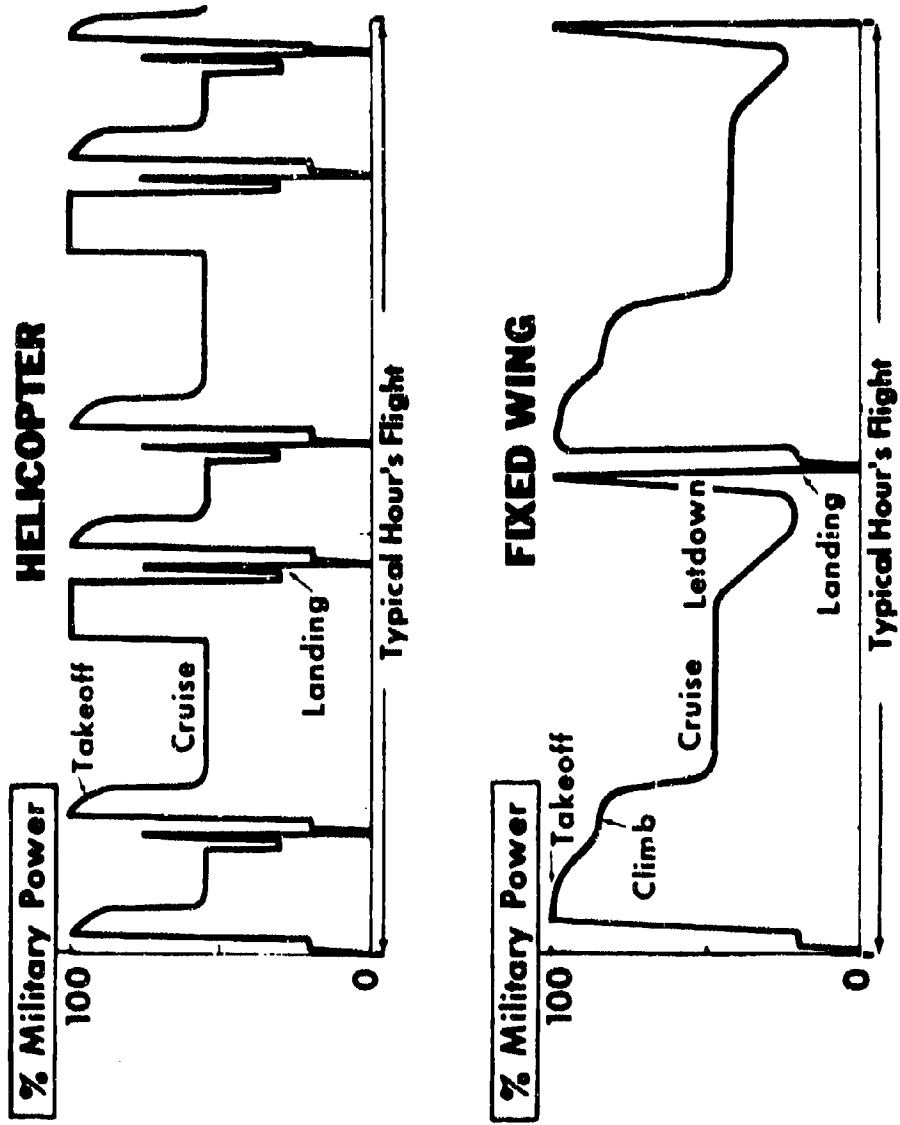 HELICOPTER
% Military Power
100
Takeoff
Cruise
Landing
0
Typical Hour's Flight
FIXED WING
% Military Power
100
Takeoff
Climb
Cruise
Letdown
Landing
0
Typical Hour's Flight